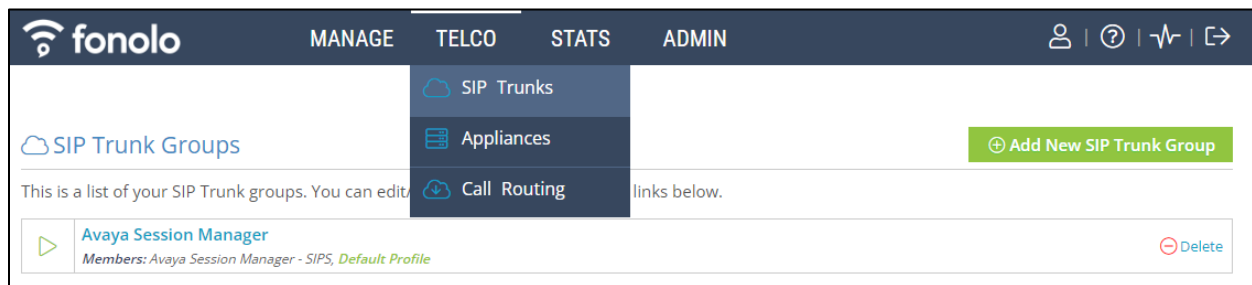 fonolo MANAGE TELCO STATS ADMIN
SIP Trunks
SIP Trunk Groups Appliances Add New SIP Trunk Group
This is a list of your SIP Trunk groups. You can edit/ Call Routing links below.
Avaya Session Manager
Members: Avaya Session Manager - SIPS, Default Profile Delete